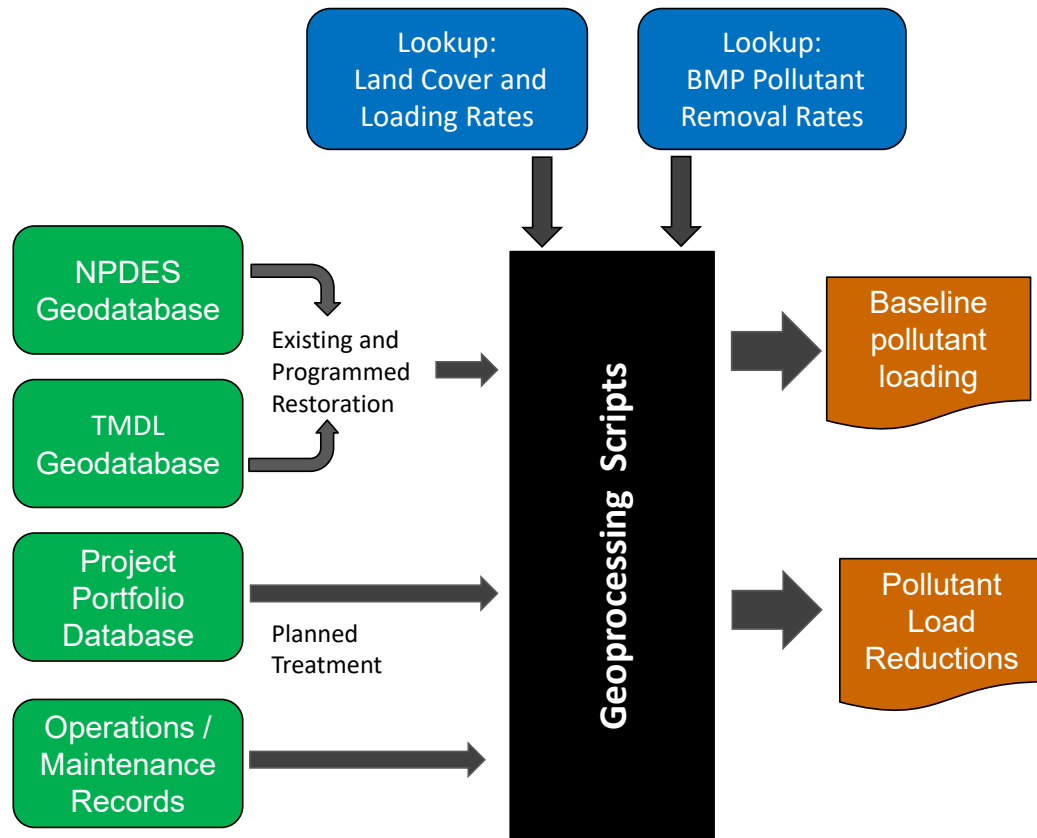 Lookup:
Land Cover and
Loading Rates
Lookup:
BMP Pollutant
Removal Rates
NPDES
Geodatabase
TMDL
Geodatabase
Existing and
Programmed
Restoration
Project
Portfolio
Database
Planned
Treatment
Operations /
Maintenance
Records
Geoprocessing Scripts
Baseline
pollutant
loading
Pollutant
Load
Reductions